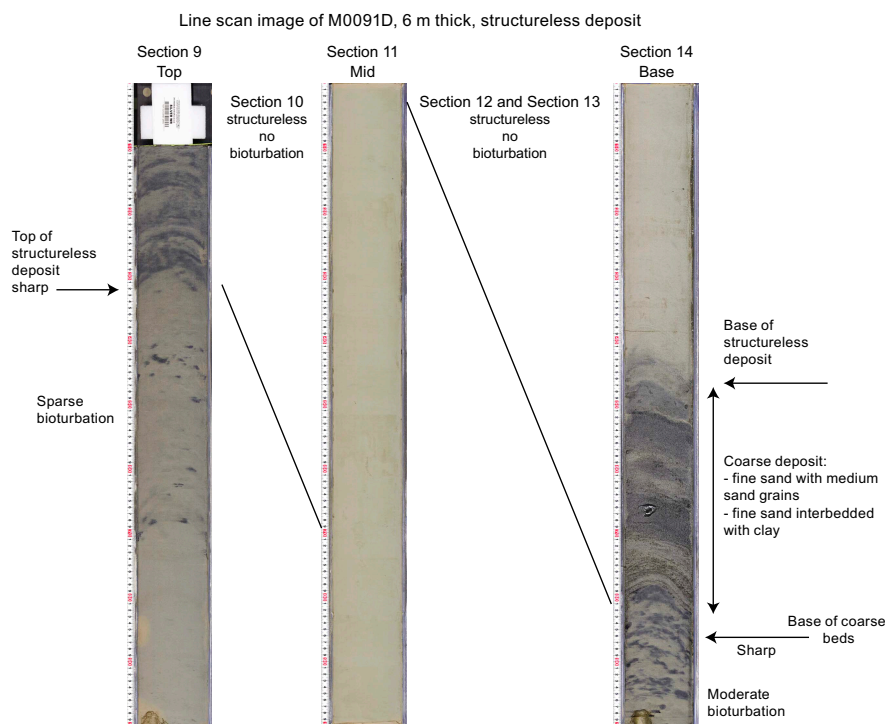 Line scan image of M0091D, 6 m thick, structureless deposit
Section 9
Top
Section 10
structureless
no
bioturbation
Section 11
Mid
Section 12 and Section 13
structureless
no
bioturbation
Section 14
Base
Top of
structureless
deposit
sharp
Sparse
bioturbation
Base of
structureless
deposit
Coarse deposit:
- fine sand with medium
sand grains
- fine sand interbedded
with clay
Base of coarse
beds
Sharp
Moderate
bioturbation